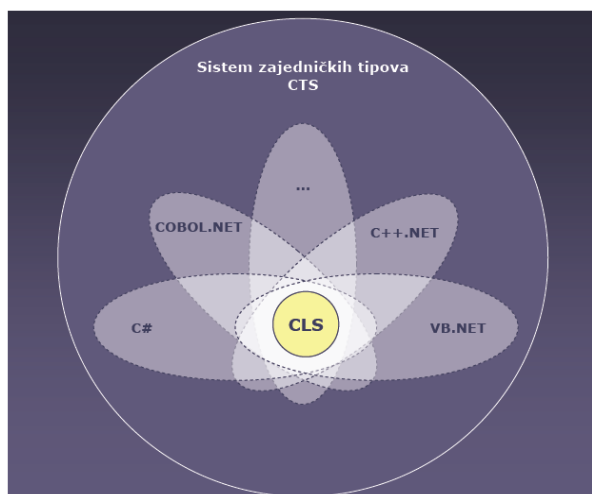 Sistem zajedničkih tipova
CTS
...
COBOL.NET
C++.NET
C#
CLS
VB.NET